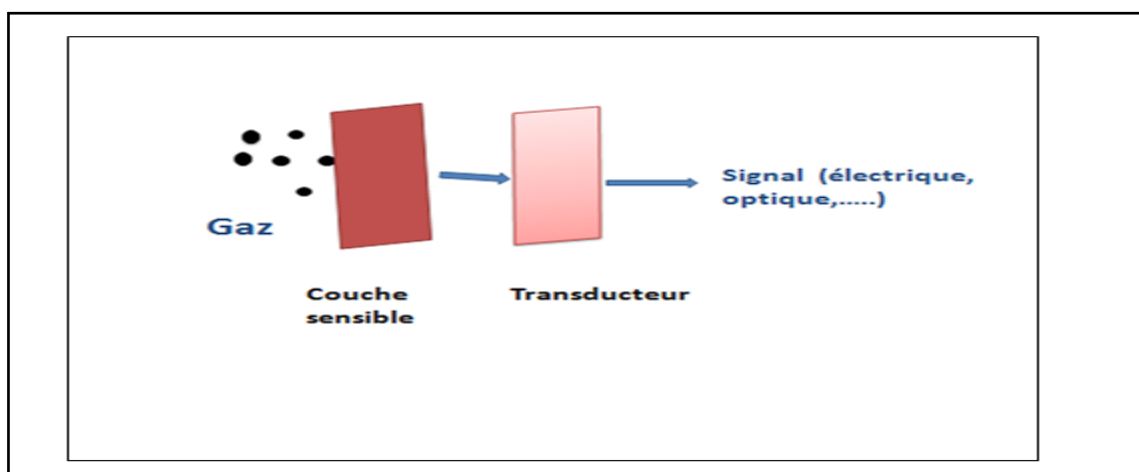 Signal (électrique,
optique,.....)
Gaz
Couche
sensible
Transducteur